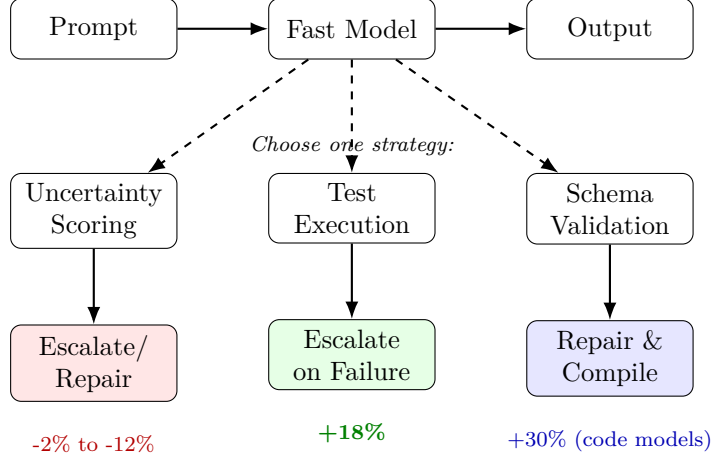 Prompt
Fast Model
Output
Choose one strategy:
Uncertainty
Scoring
Test
Execution
Schema
Validation
Escalate/
Repair
Escalate
on Failure
Repair &
Compile
-2% to -12%
+18%
+30% (code models)